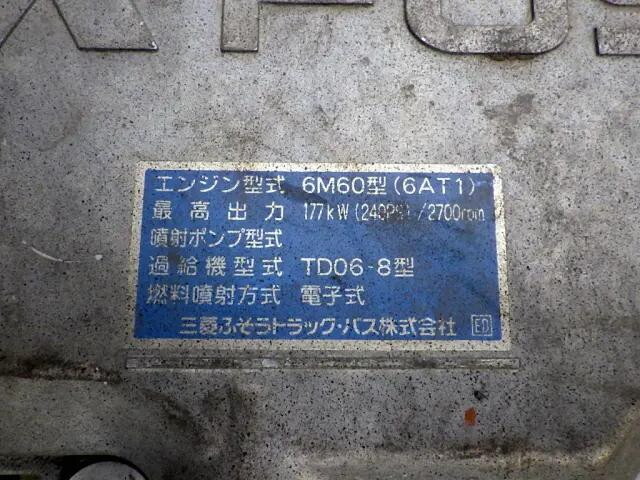 FUS
エンジン型式 6M60型(6AT1)
最高出力 177kW(240PS)/2700rpm
噴射ポンプ型式
過給機型式 TD06-8型
燃料噴射方式 電子式
三菱ふそうトラック・バス株式会社 ED